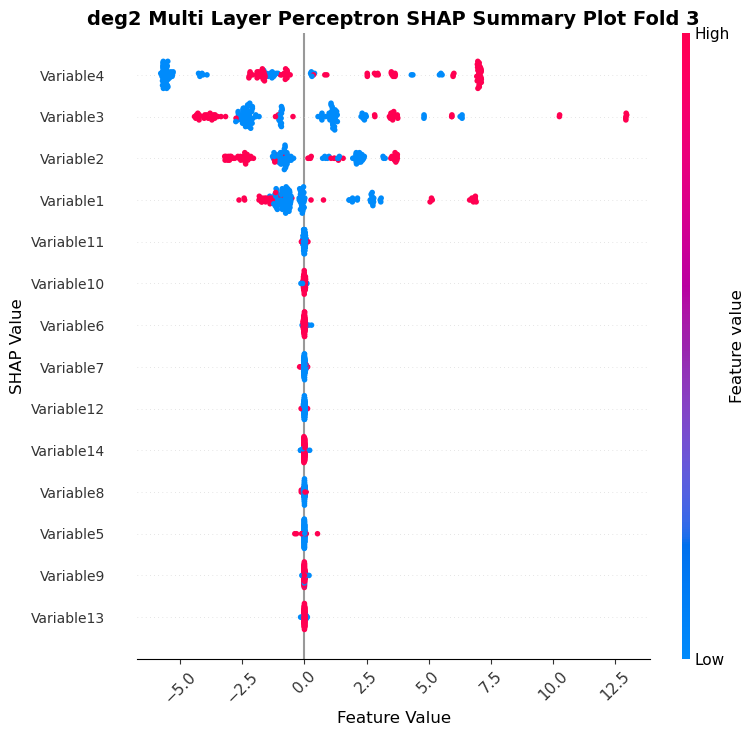 deg2 Multi Layer Perceptron SHAP Summary Plot Fold 3
High
Variable4
Variable3
Variable2
Variable1
Variable11
Variable10
Variable6
Variable7
Variable12
Variable14
Variable8
Variable5
Variable9
Variable13
SHAP Value
Feature value
Low
−5.0 −2.5 0.0 2.5 5.0 7.5 10.0 12.5
Feature Value